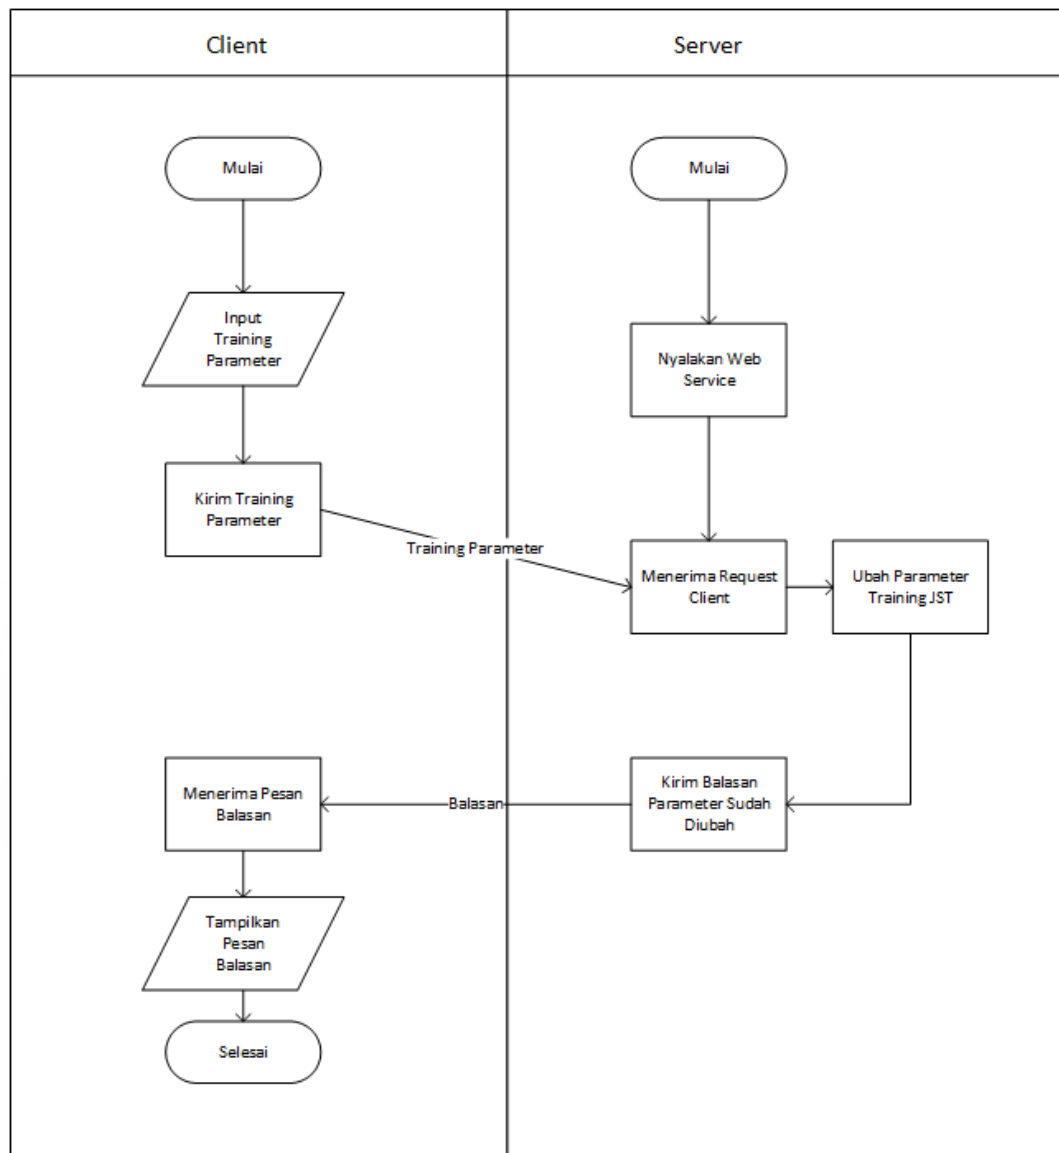 Client
Server
Mulai
Mulai
Input
Training
Parameter
Nyalakan Web
Service
Kirim Training
Parameter
Training Parameter
Menerima Request
Client
Ubah Parameter
Training JST
Menerima Pesan
Balasan
Balasan
Kirim Balasan
Parameter Sudah
Diubah
Tampilkan
Pesan
Balasan
Selesai